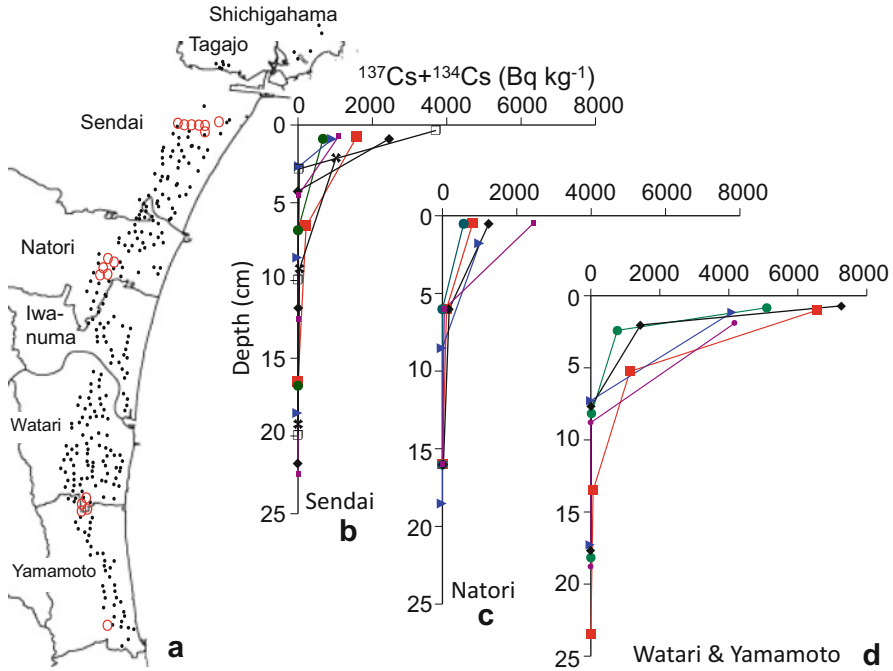 Shichigahama
Tagajo
Sendai
Natori
Iwa-
numa
Watari
Yamamoto
a
¹³⁷Cs+¹³⁴Cs (Bq kg⁻¹)
0 2000 4000 6000 8000
Depth (cm)
0
5
10
15
20
25
Sendai
b
0 2000 4000 6000 8000
0
5
10
15
20
25
Natori
c
0 2000 4000 6000 8000
0
5
10
15
20
25
Watari & Yamamoto
d